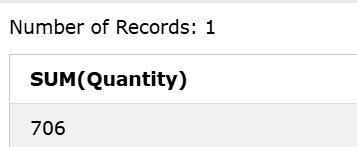 Number of Records: 1
SUM(Quantity)
706